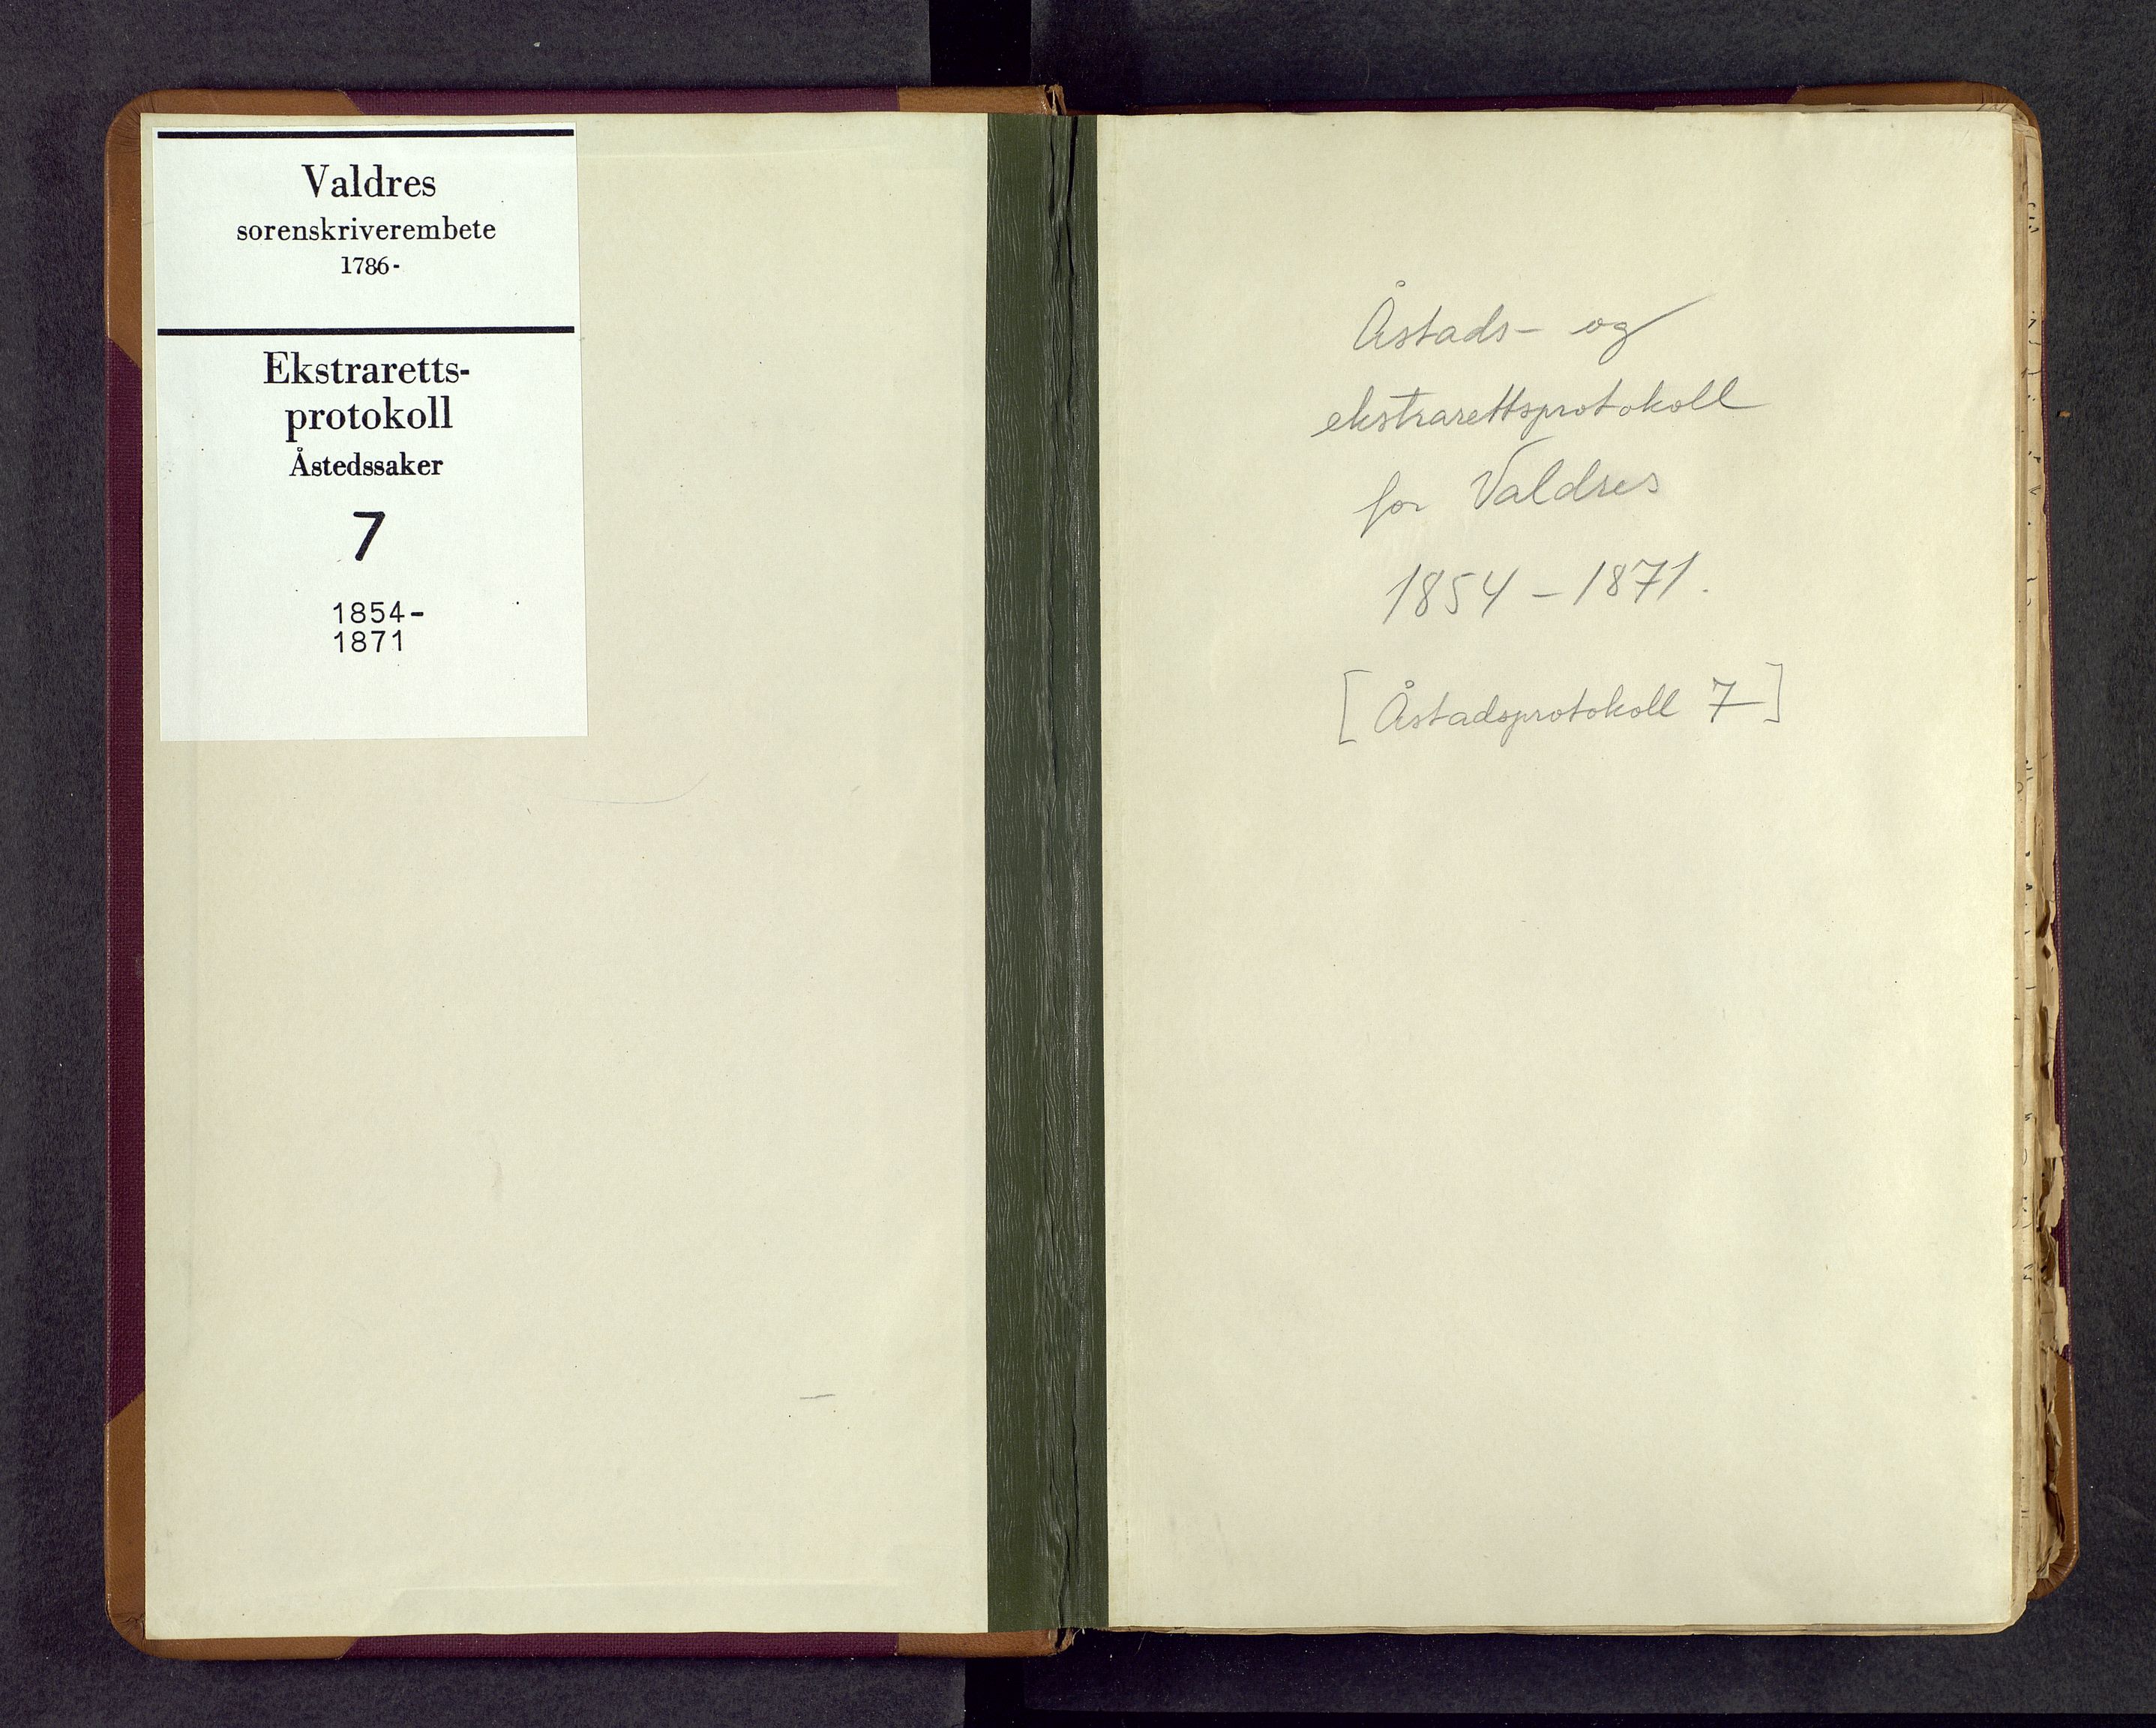 Valdres
sorenskriverembete
1786-
Ekstraretts-
protokoll
Åstedssaker
7
1854-
1871
Åstads- og
ekstrarettsprotokoll
for Valdres
1854 - 1871.
[Åstadsprotokoll 7]